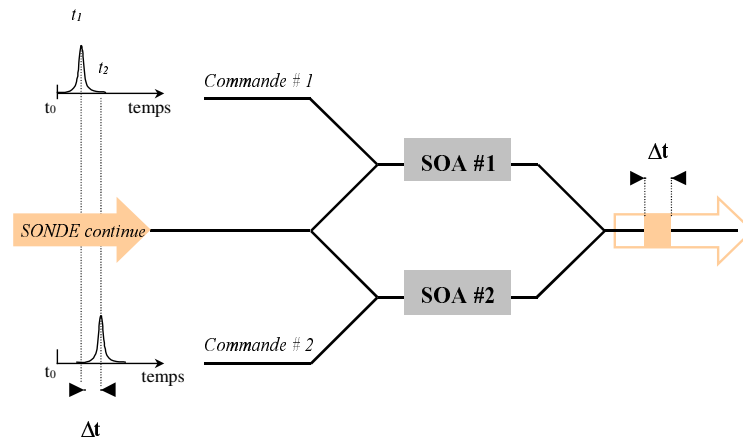 t1
t2
t0
temps
Commande # 1
SOA #1
Δt
SONDE continue
SOA #2
Commande # 2
t0
temps
Δt